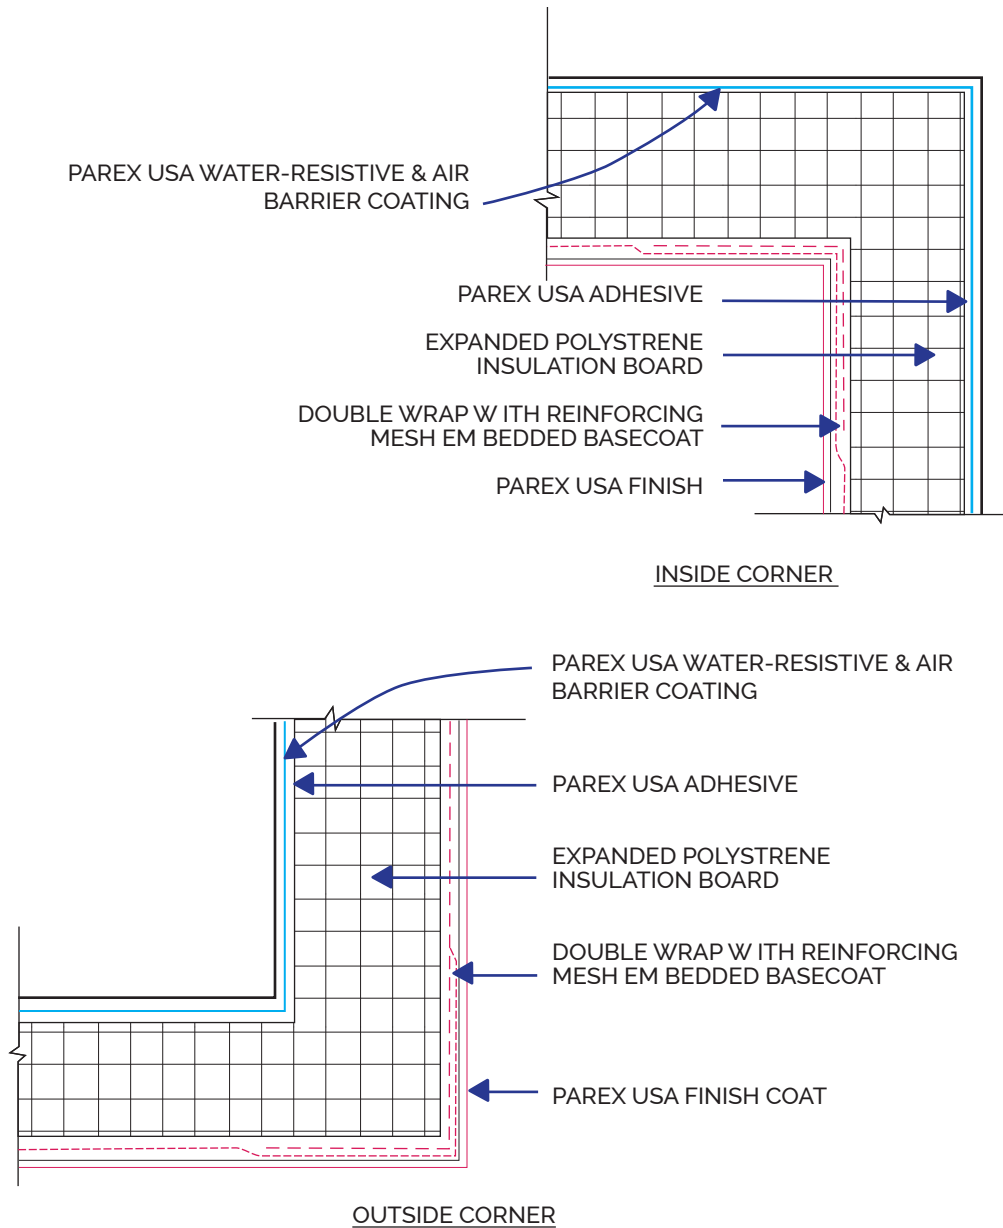 PAREX USA WATER-RESISTIVE & AIR
BARRIER COATING
PAREX USA ADHESIVE
EXPANDED POLYSTRENE
INSULATION BOARD
DOUBLE WRAP W ITH REINFORCING
MESH EM BEDDED BASECOAT
PAREX USA FINISH
INSIDE CORNER
PAREX USA WATER-RESISTIVE & AIR
BARRIER COATING
PAREX USA ADHESIVE
EXPANDED POLYSTRENE
INSULATION BOARD
DOUBLE WRAP W ITH REINFORCING
MESH EM BEDDED BASECOAT
PAREX USA FINISH COAT
OUTSIDE CORNER